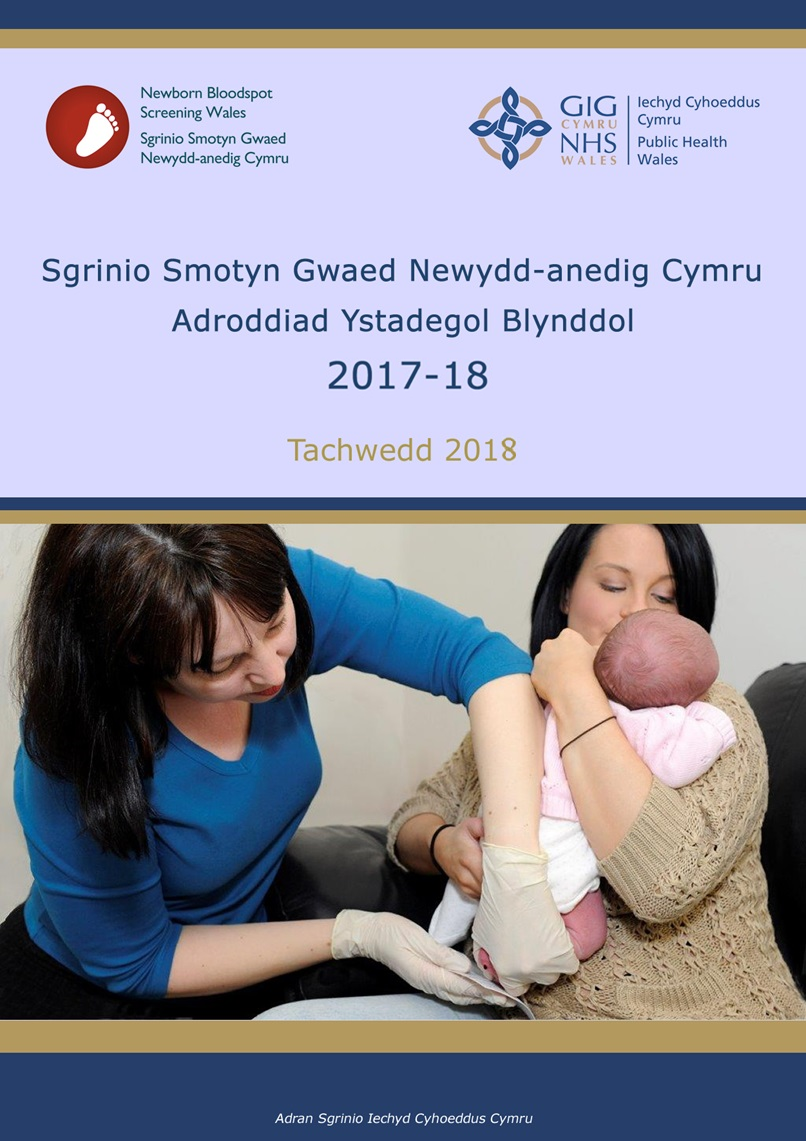 Newborn Bloodspot
Screening Wales
Sgrinio Smotyn Gwaed
Newydd-anedig Cymru
GIG
CYMRU
NHS
WALES
Iechyd Cyhoeddus
Cymru
Public Health
Wales
Sgrinio Smotyn Gwaed Newydd-anedig Cymru
Adroddiad Ystadegol Blynddol
2017-18
Tachwedd 2018
Adran Sgrinio Iechyd Cyhoeddus Cymru